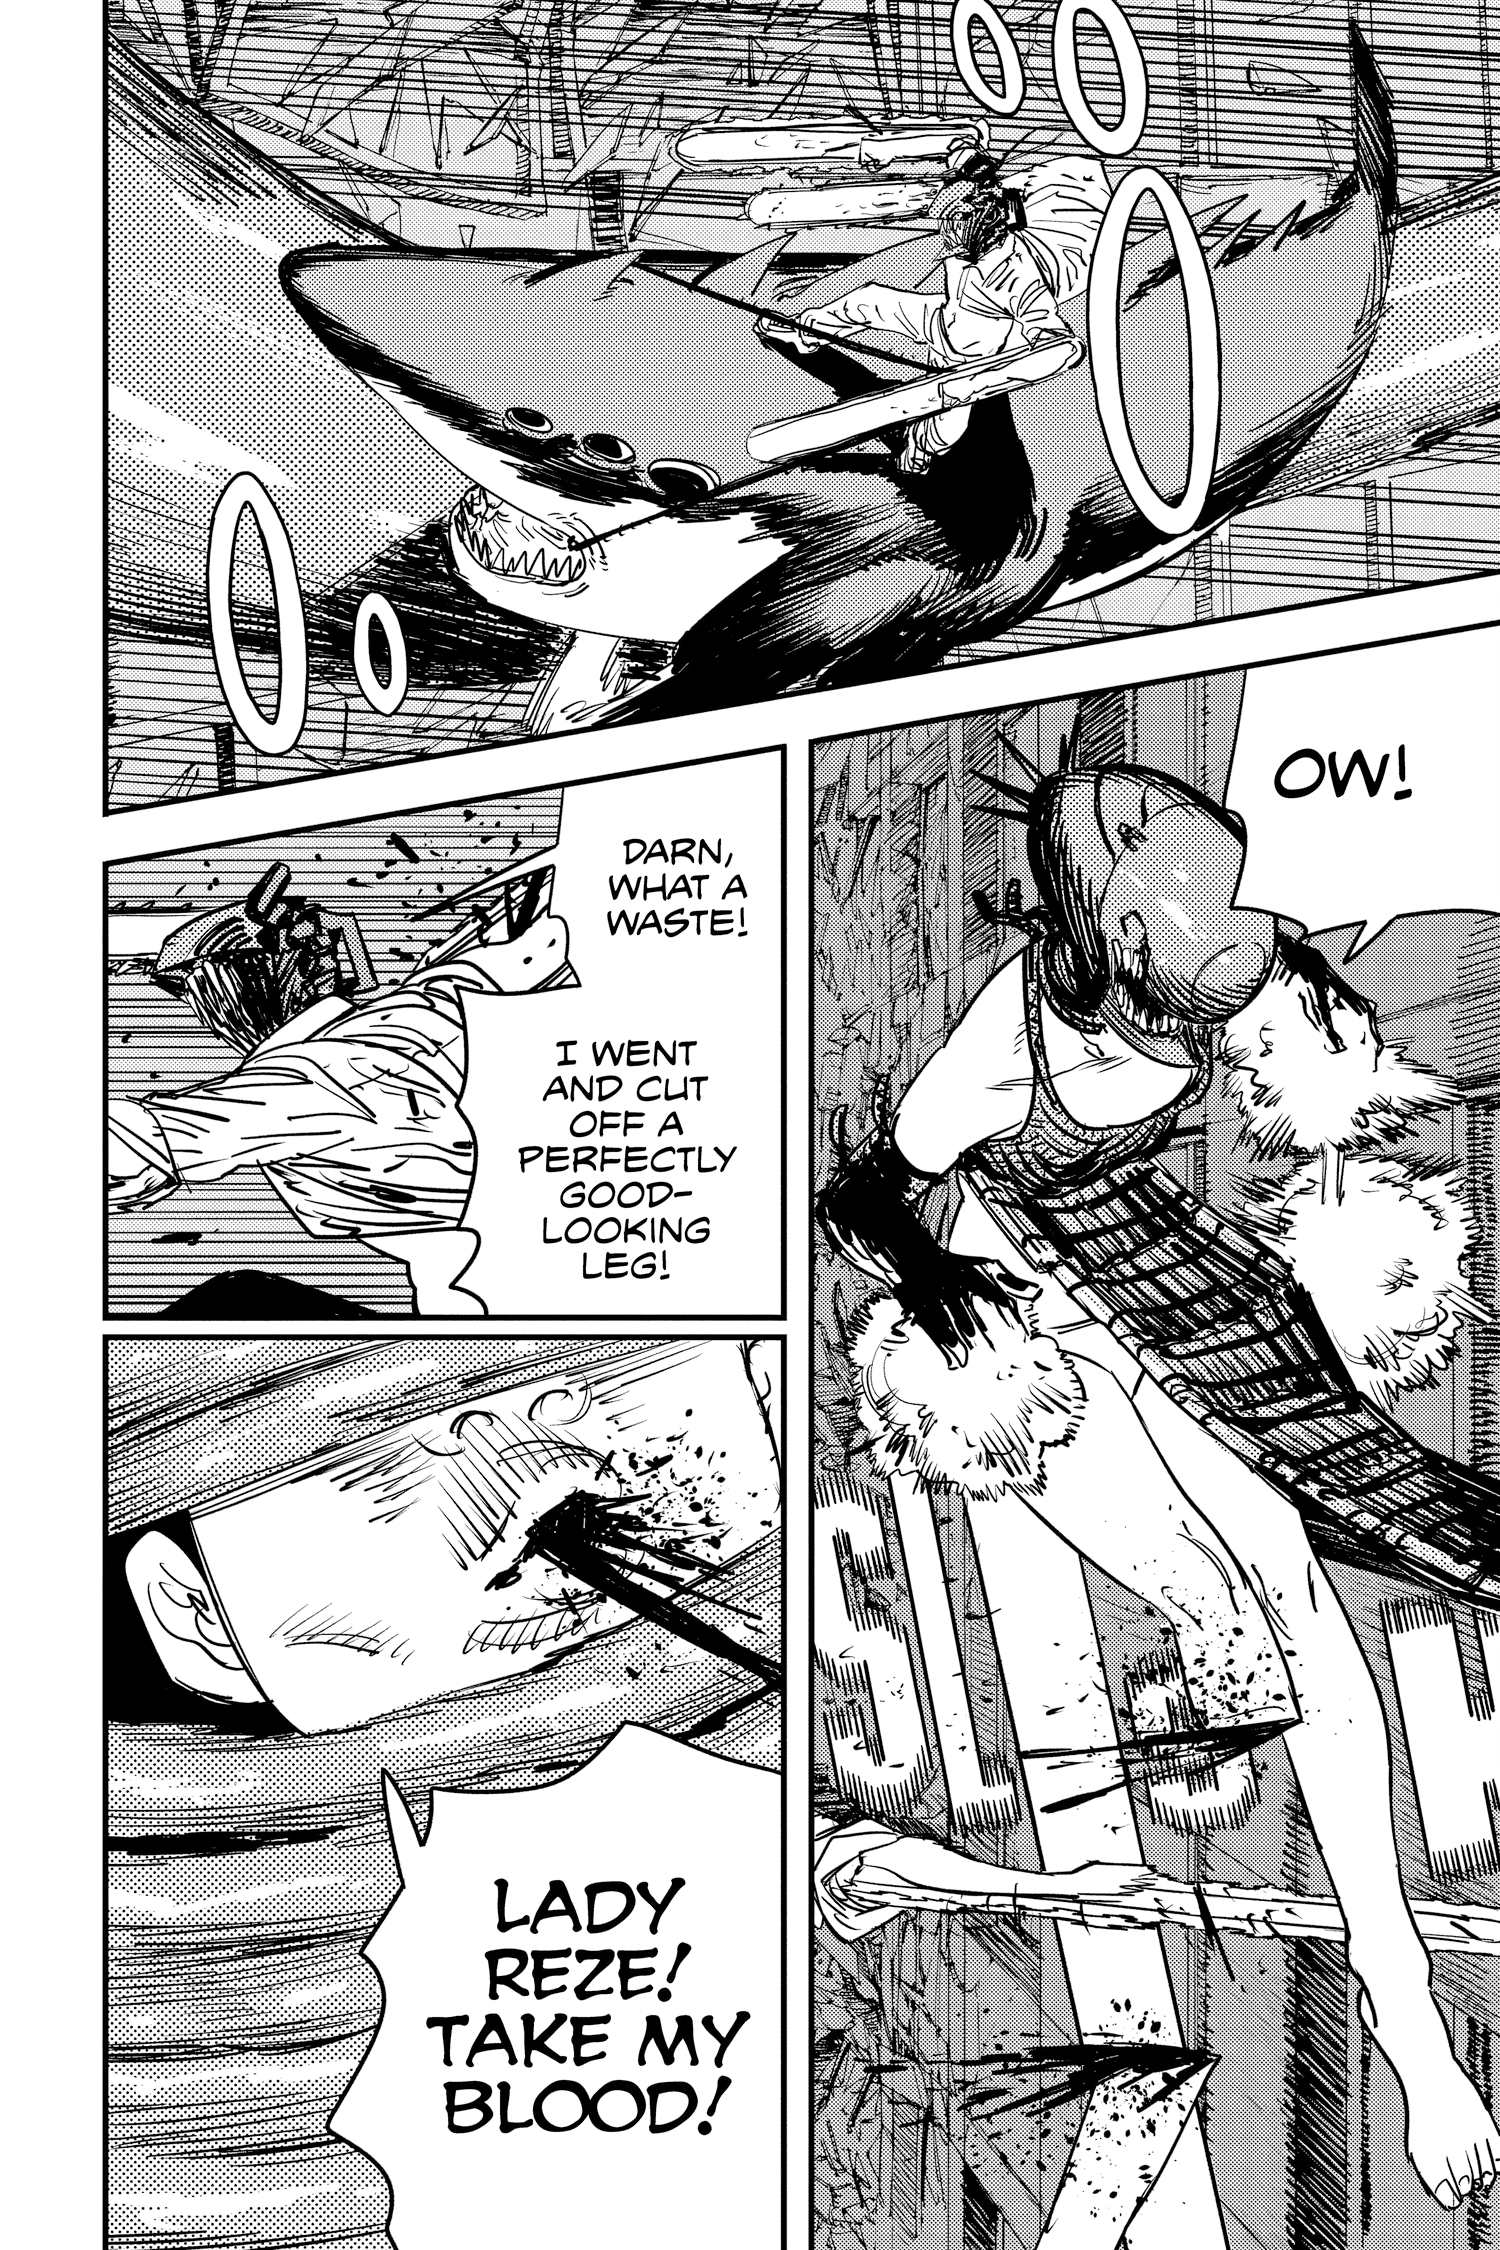 OW!
DARN,
WHAT A
WASTE!
I WENT
AND CUT
OFF A
PERFECTLY
GOOD-
LOOKING
LEG!
LADY
REZE!
TAKE MY
BLOOD!